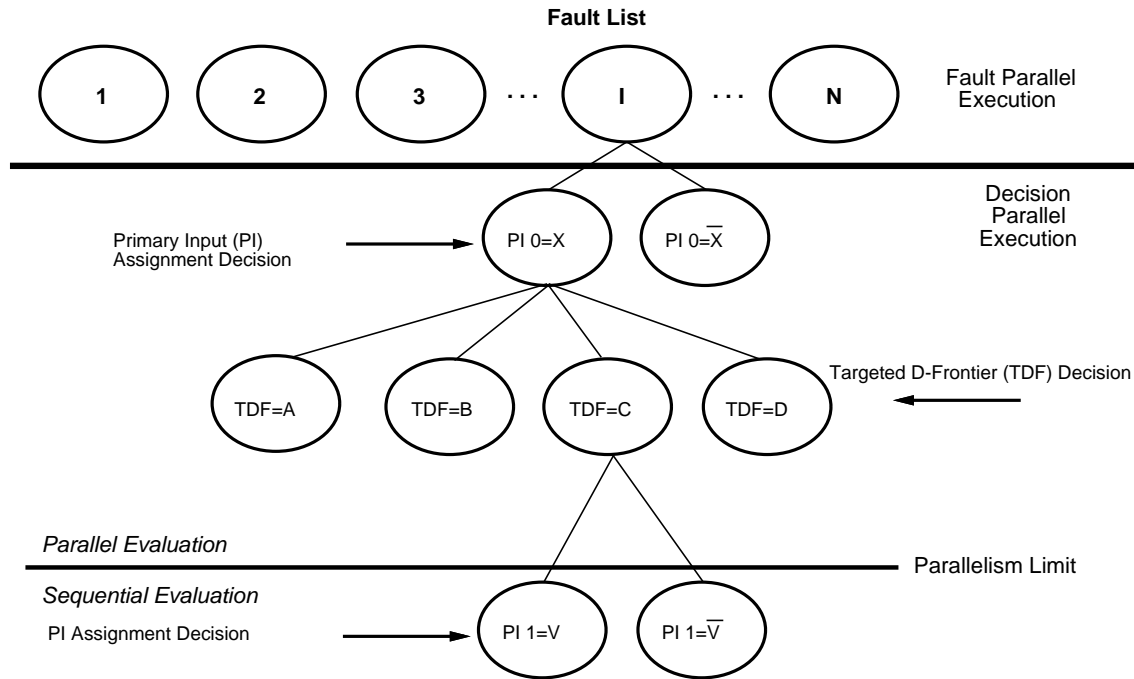 Fault List
1 2 3 . . . I . . . N
Fault Parallel
Execution
Decision
Parallel
Execution
Primary Input (PI)
Assignment Decision
PI 0=X PI 0=X̅
Targeted D-Frontier (TDF) Decision
TDF=A TDF=B TDF=C TDF=D
Parallel Evaluation
Parallelism Limit
Sequential Evaluation
PI Assignment Decision
PI 1=V PI 1=V̅